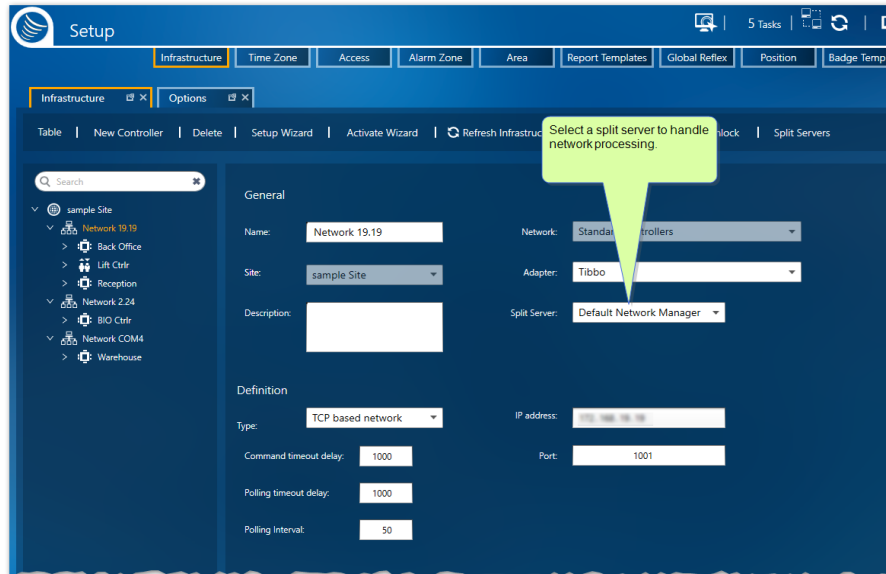 Setup
5 Tasks
Infrastructure
Time Zone
Access
Alarm Zone
Area
Report Templates
Global Reflex
Position
Badge Temp
Infrastructure
Options
Table
New Controller
Delete
Setup Wizard
Activate Wizard
Refresh Infrastruc
lock
Split Servers
Select a split server to handle
network processing.
Search
sample Site
Network 19.19
Back Office
Lift Ctrlr
Reception
Network 2.24
BIO Ctrlr
Network COM4
Warehouse
General
Name:
Network 19.19
Network:
Standar
trollers
Site:
sample Site
Adapter:
Tibbo
Description:
Split Server:
Default Network Manager
Definition
Type:
TCP based network
IP address:
Command timeout delay:
1000
Port:
1001
Polling timeout delay:
1000
Polling Interval:
50